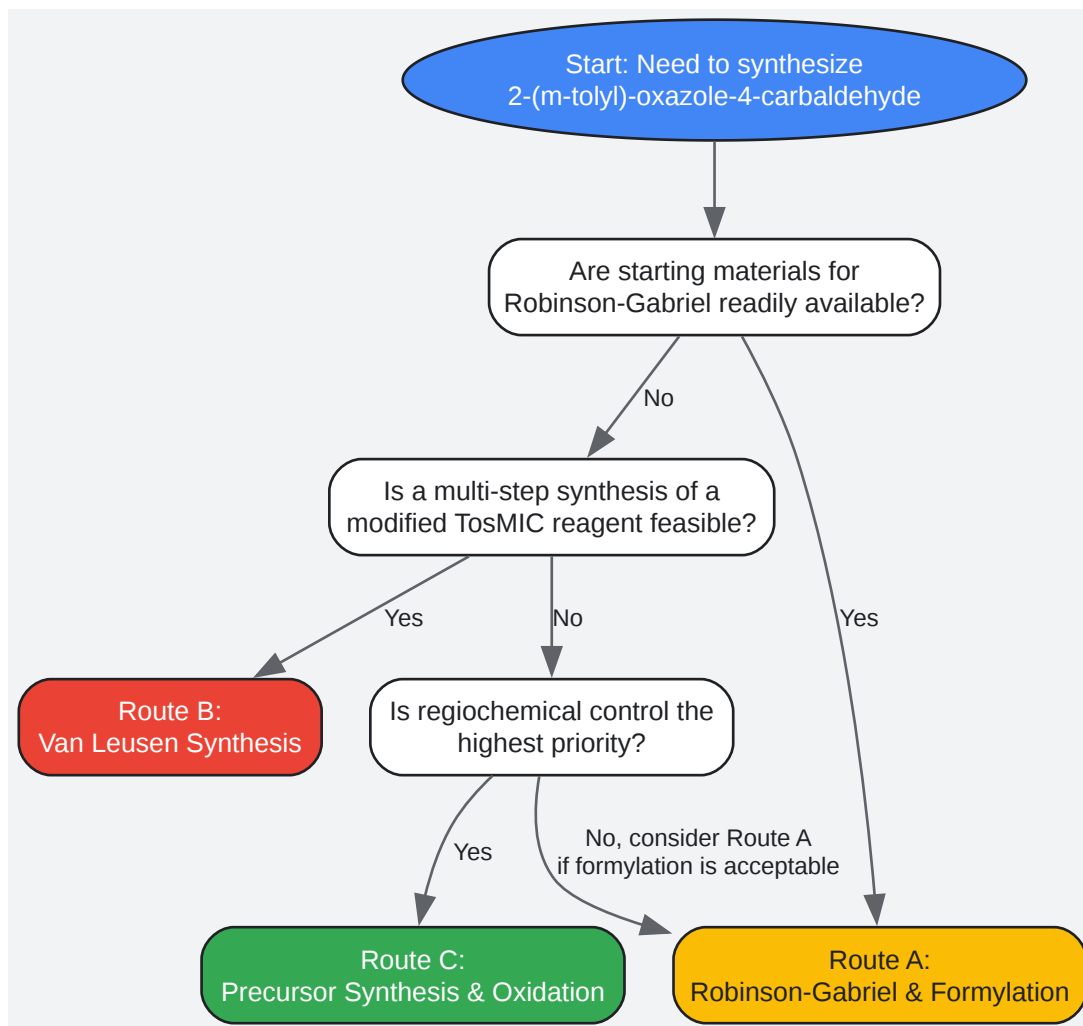 Start: Need to synthesize
2-(m-tolyl)-oxazole-4-carbaldehyde
Are starting materials for
Robinson-Gabriel readily available?
No
Is a multi-step synthesis of a
modified TosMIC reagent feasible?
Yes
No
Yes
Route B:
Van Leusen Synthesis
Is regiochemical control the
highest priority?
Yes
No, consider Route A
if formylation is acceptable
Route C:
Precursor Synthesis & Oxidation
Route A:
Robinson-Gabriel & Formylation